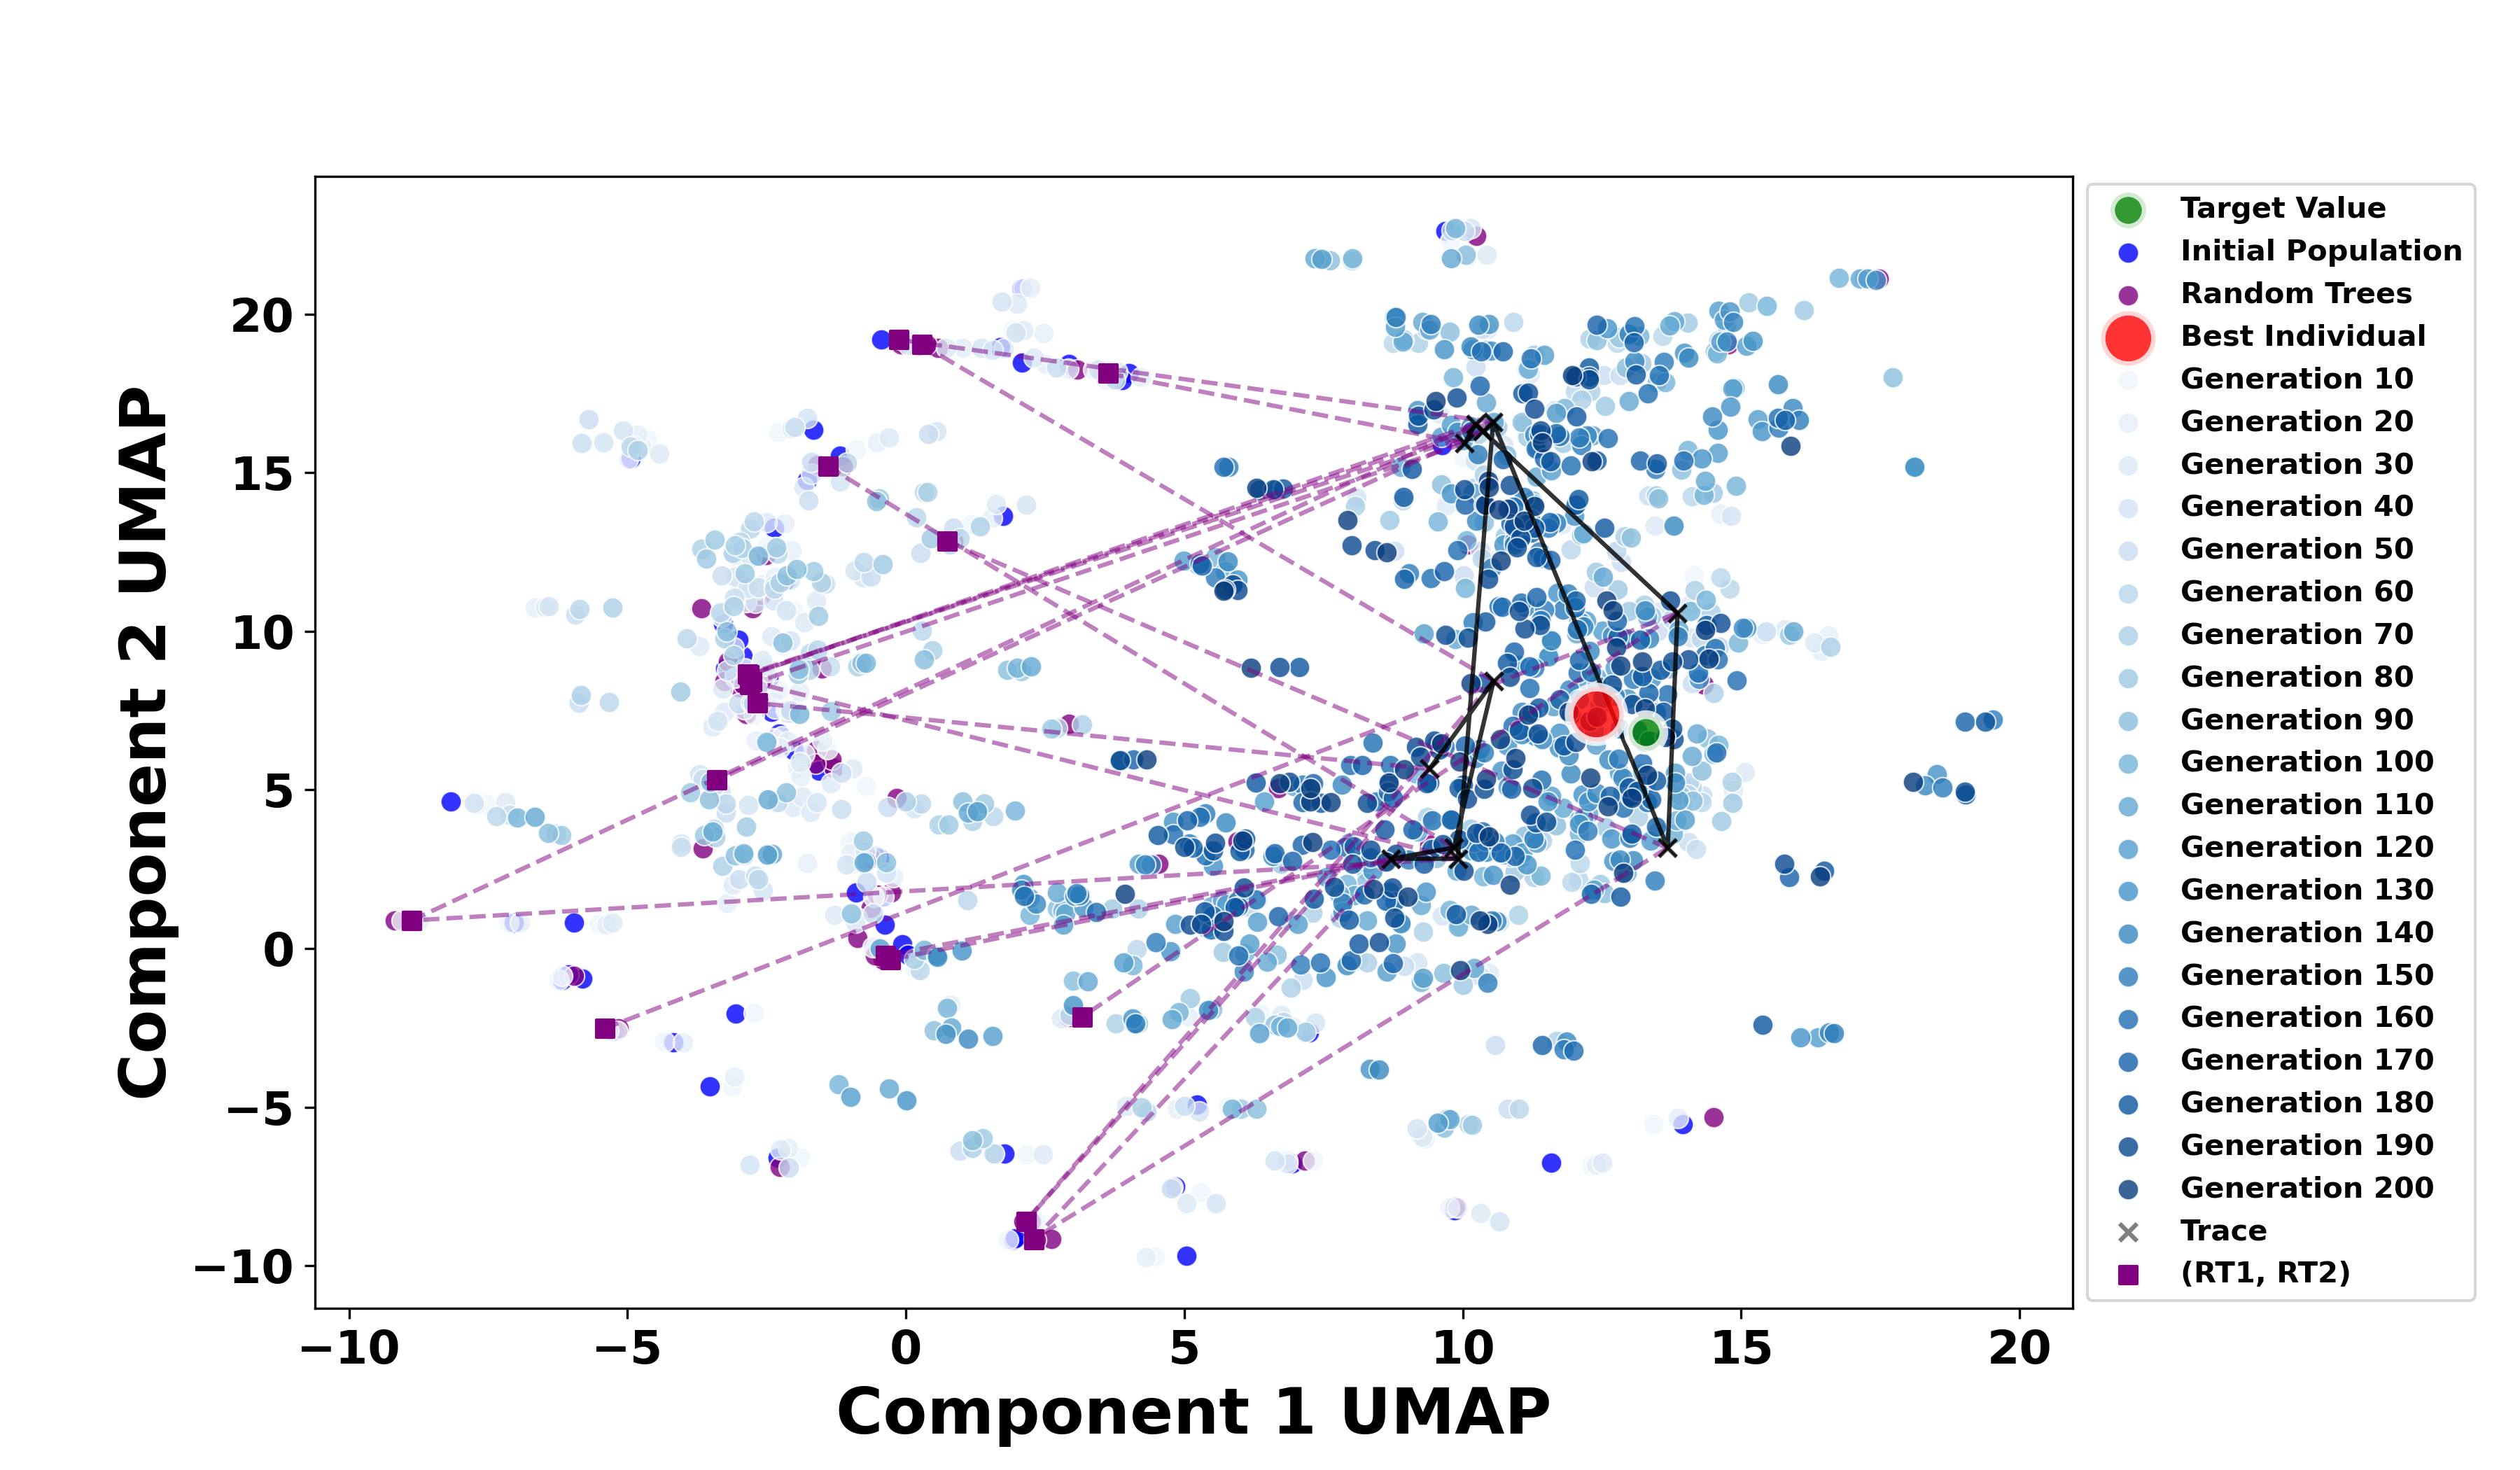 Component 2 UMAP
20
15
10
5
0
−5
−10
−10
−5
0
5
10
15
20
Component 1 UMAP
Target Value
Initial Population
Random Trees
Best Individual
Generation 10
Generation 20
Generation 30
Generation 40
Generation 50
Generation 60
Generation 70
Generation 80
Generation 90
Generation 100
Generation 110
Generation 120
Generation 130
Generation 140
Generation 150
Generation 160
Generation 170
Generation 180
Generation 190
Generation 200
Trace
(RT1, RT2)